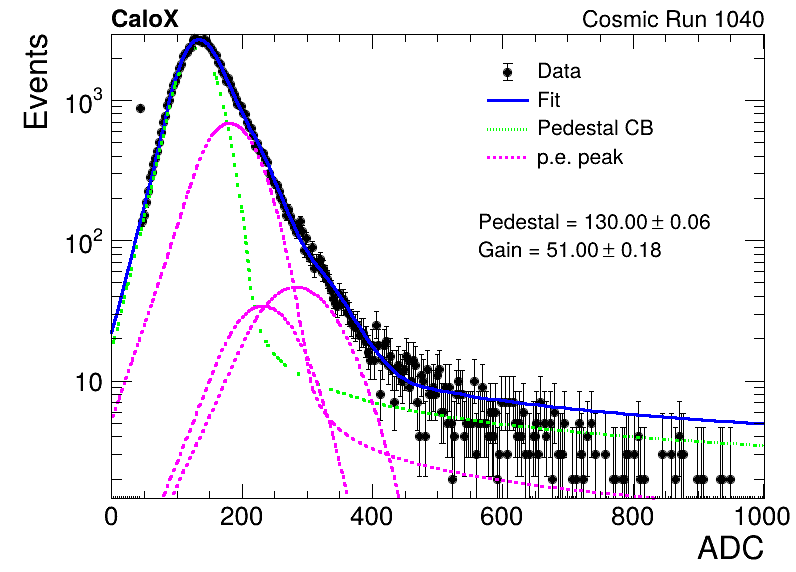 CaloX Cosmic Run 1040
Events
Data
Fit
Pedestal CB
p.e. peak
Pedestal = 130.00 ± 0.06
Gain = 51.00 ± 0.18
10³
10²
10
0 200 400 600 800 1000
ADC